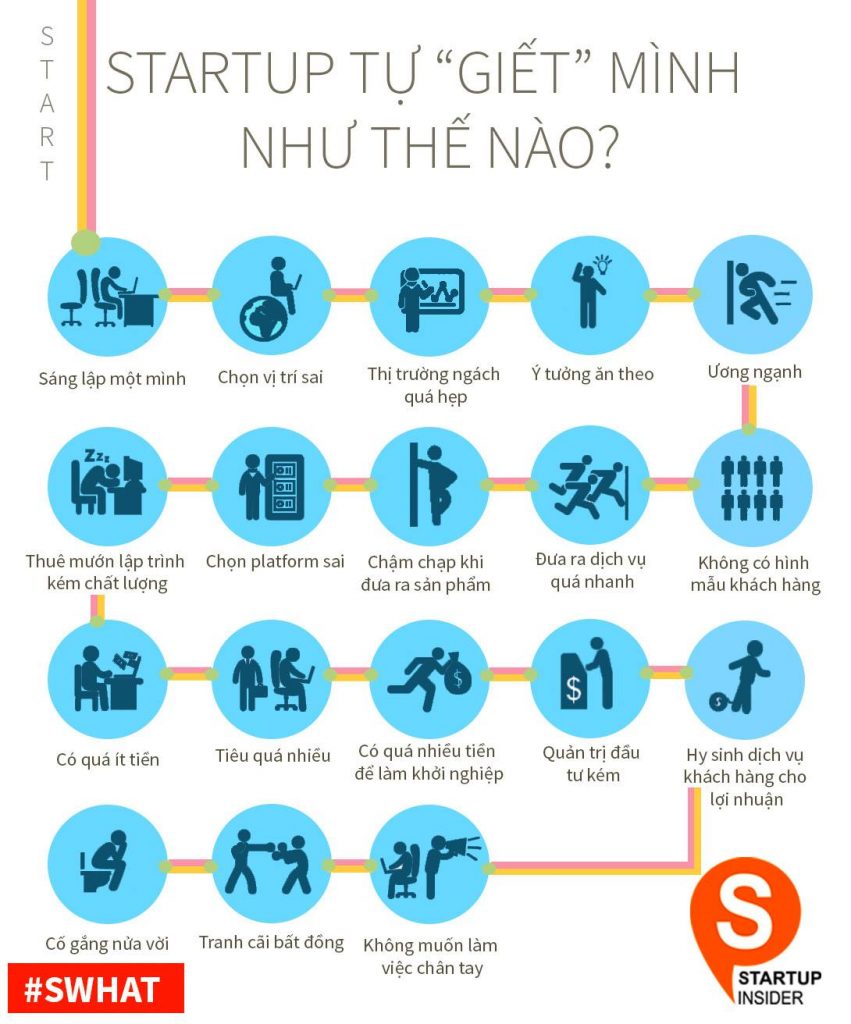 START
STARTUP TỰ “GIẾT” MÌNH
NHƯ THẾ NÀO?
Sáng lập một mình
Chọn vị trí sai
Thị trường ngách
quá hẹp
Ý tưởng ăn theo
Ương ngạnh
Zzz
Thuê mướn lập trình
kém chất lượng
Chọn platform sai
Chậm chạp khi
đưa ra sản phẩm
Đưa ra dịch vụ
quá nhanh
Không có hình
mẫu khách hàng
Có quá ít tiền
Tiêu quá nhiều
$
Có quá nhiều tiền
để làm khởi nghiệp
$
Quản trị đầu
tư kém
Hy sinh dịch vụ
khách hàng cho
lợi nhuận
Cố gắng nửa vời
Tranh cãi bất đồng
Không muốn làm
việc chân tay
#SWHAT
S
STARTUP
INSIDER